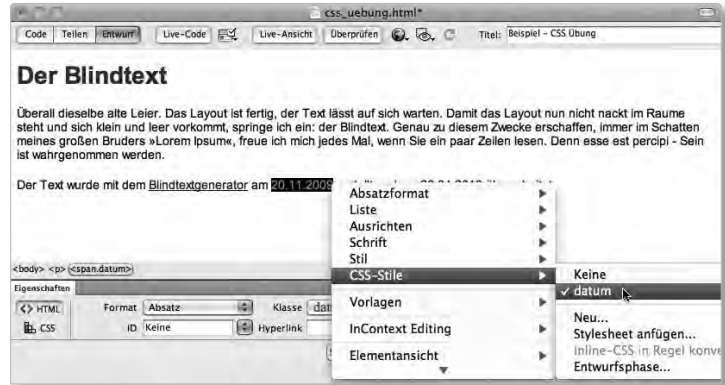 css_uebung.html*
Code Teilen Entwurf Live-Code Live-Ansicht Überprüfen Titel: Beispiel – CSS Übung
Der Blindtext
Überall dieselbe alte Leier. Das Layout ist fertig, der Text lässt auf sich warten. Damit das Layout nun nicht nackt im Raume
steht und sich klein und leer vorkommt, springe ich ein: der Blindtext. Genau zu diesem Zwecke erschaffen, immer im Schatten
meines großen Bruders »Lorem Ipsum«, freue ich mich jedes Mal, wenn Sie ein paar Zeilen lesen. Denn esse est percipi - Sein
ist wahrgenommen werden.
Der Text wurde mit dem Blindtextgenerator am 20.11.2009
Absatzformat
Liste
Ausrichten
Schrift
Stil
CSS-Stile
Vorlagen
InContext Editing
Elementansicht
Keine
✓ datum
Neu...
Stylesheet anfügen...
Inline-CSS in Regel konve
Entwurfsphase...
<body> <p> <span.datum>
Eigenschaften
<> HTML Format Absatz Klasse dat
CSS ID Keine Hyperlink